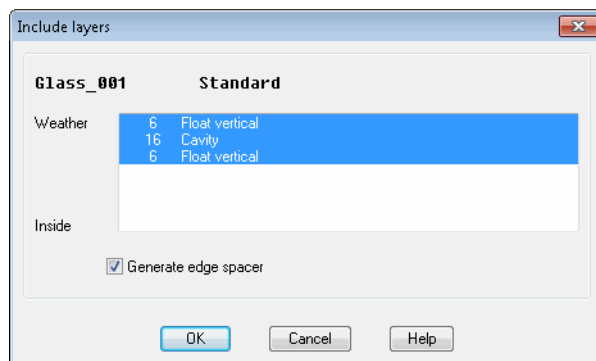 Include layers
Glass_001 Standard
Weather
6 Float vertical
16 Cavity
6 Float vertical
Inside
Generate edge spacer
OK Cancel Help